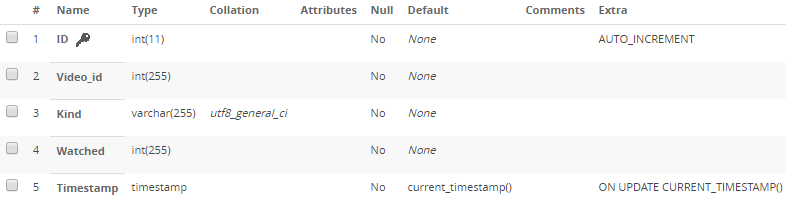 # Name Type Collation Attributes Null Default Comments Extra
1 ID int(11) No None AUTO_INCREMENT
2 Video_id int(255) No None
3 Kind varchar(255) utf8_general_ci No None
4 Watched int(255) No None
5 Timestamp timestamp No current_timestamp() ON UPDATE CURRENT_TIMESTAMP()